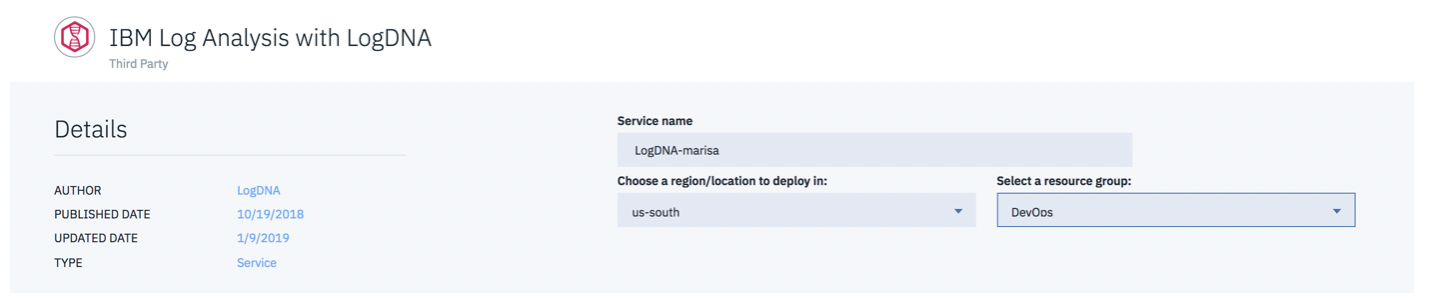 IBM Log Analysis with LogDNA
Third Party
Details
AUTHOR LogDNA
PUBLISHED DATE 10/19/2018
UPDATED DATE 1/9/2019
TYPE Service
Service name
LogDNA-marisa
Choose a region/location to deploy in:
us-south
Select a resource group:
DevOps